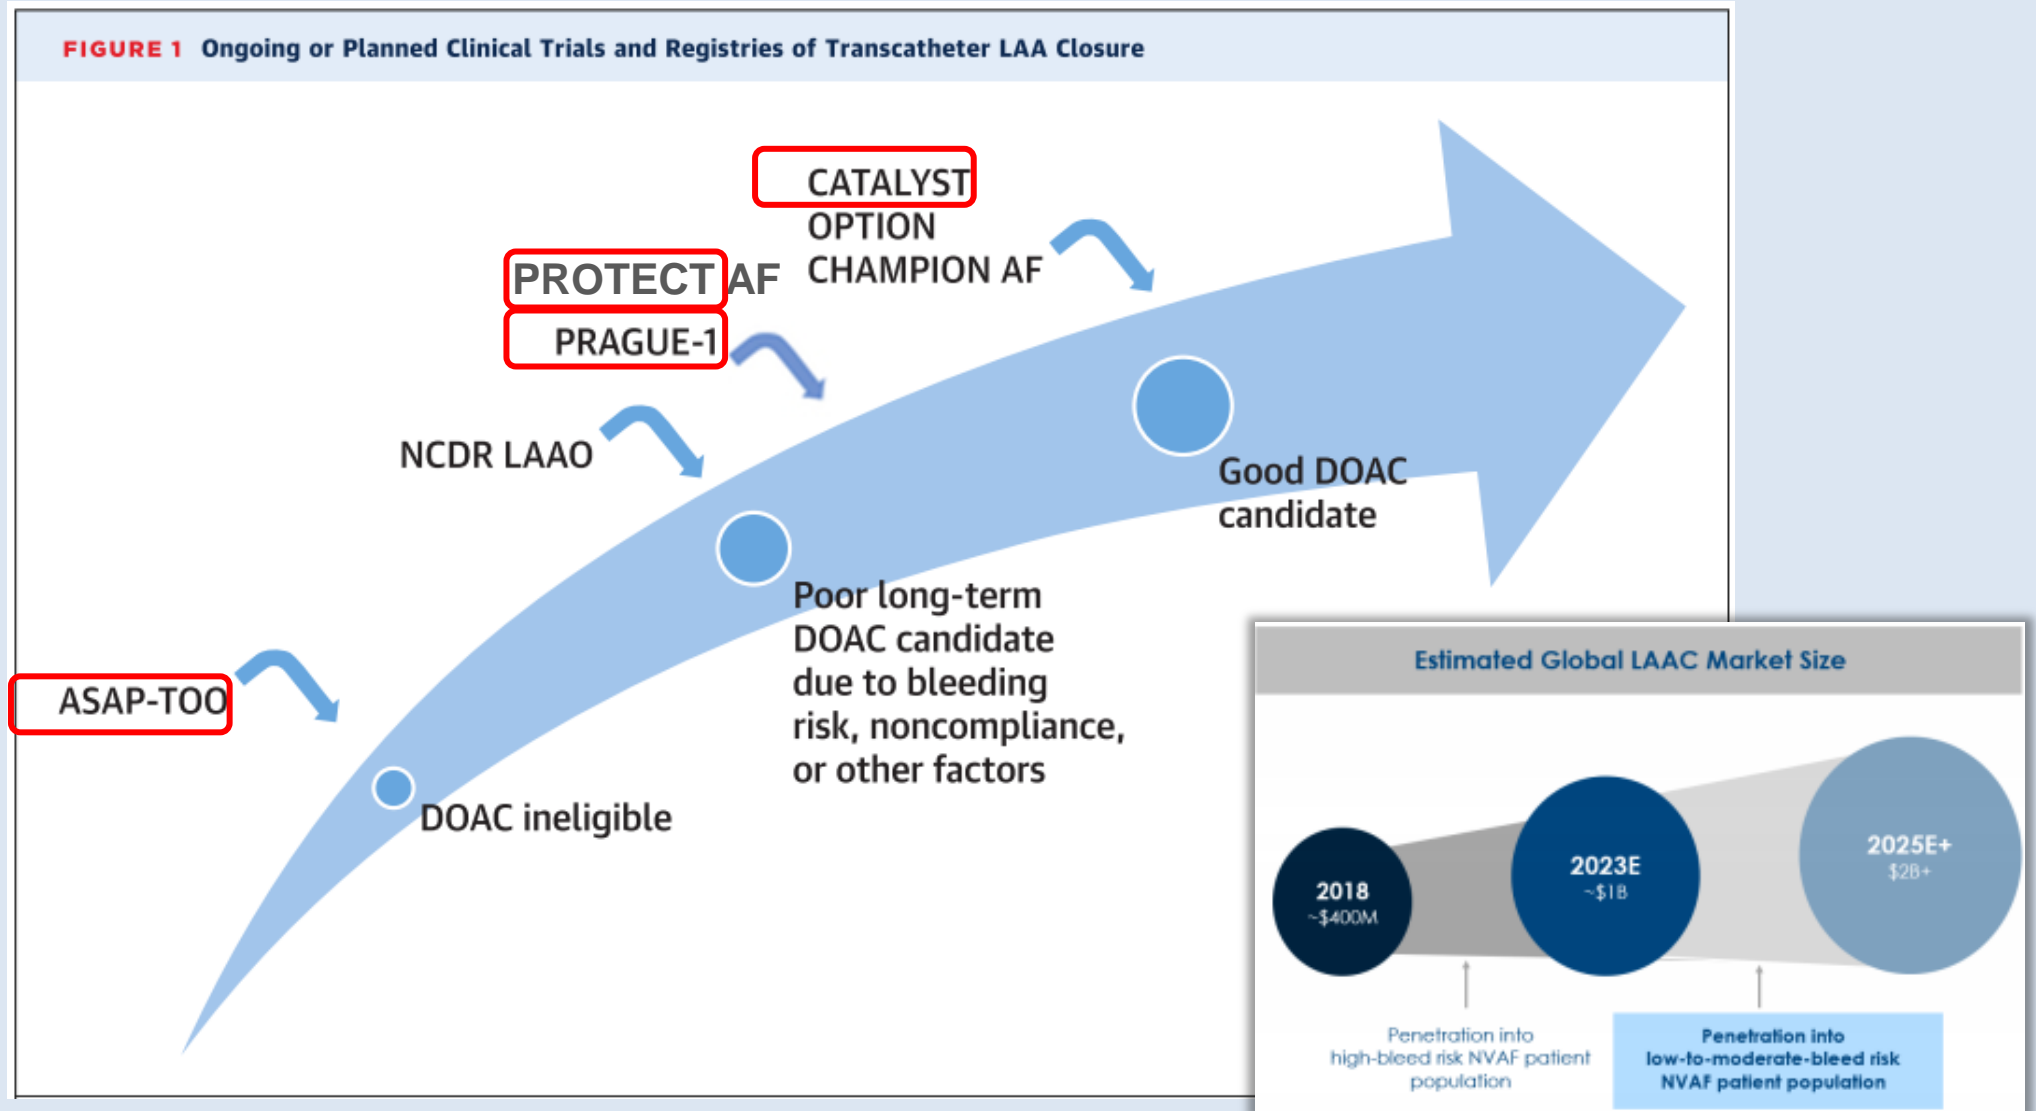 FIGURE 1 Ongoing or Planned Clinical Trials and Registries of Transcatheter LAA Closure
CATALYST
OPTION
CHAMPION AF
PROTECT AF
PRAGUE-1
NCDR LAAO
ASAP-TOO
Good DOAC
candidate
Poor long-term
DOAC candidate
due to bleeding
risk, noncompliance,
or other factors
DOAC ineligible
Estimated Global LAAC Market Size
2018
~$400M
2023E
~$1B
2025E+
$2B+
Penetration into
high-bleed risk NVAF patient
population
Penetration into
low-to-moderate-bleed risk
NVAF patient population